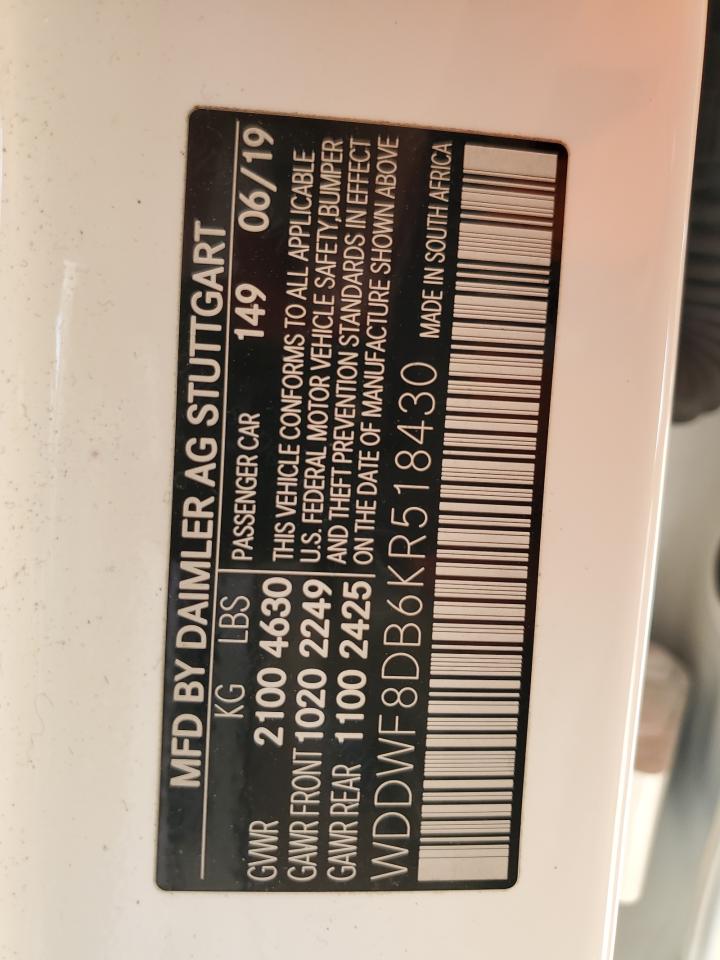 MFD BY DAIMLER AG STUTTGART
KG LBS PASSENGER CAR 149 06/19
GVWR 2100 4630
GAWR FRONT 1020 2249
GAWR REAR 1100 2425
THIS VEHICLE CONFORMS TO ALL APPLICABLE
U.S. FEDERAL MOTOR VEHICLE SAFETY,BUMPER
AND THEFT PREVENTION STANDARDS IN EFFECT
ON THE DATE OF MANUFACTURE SHOWN ABOVE
WDDWF8DB6KR518430 MADE IN SOUTH AFRICA